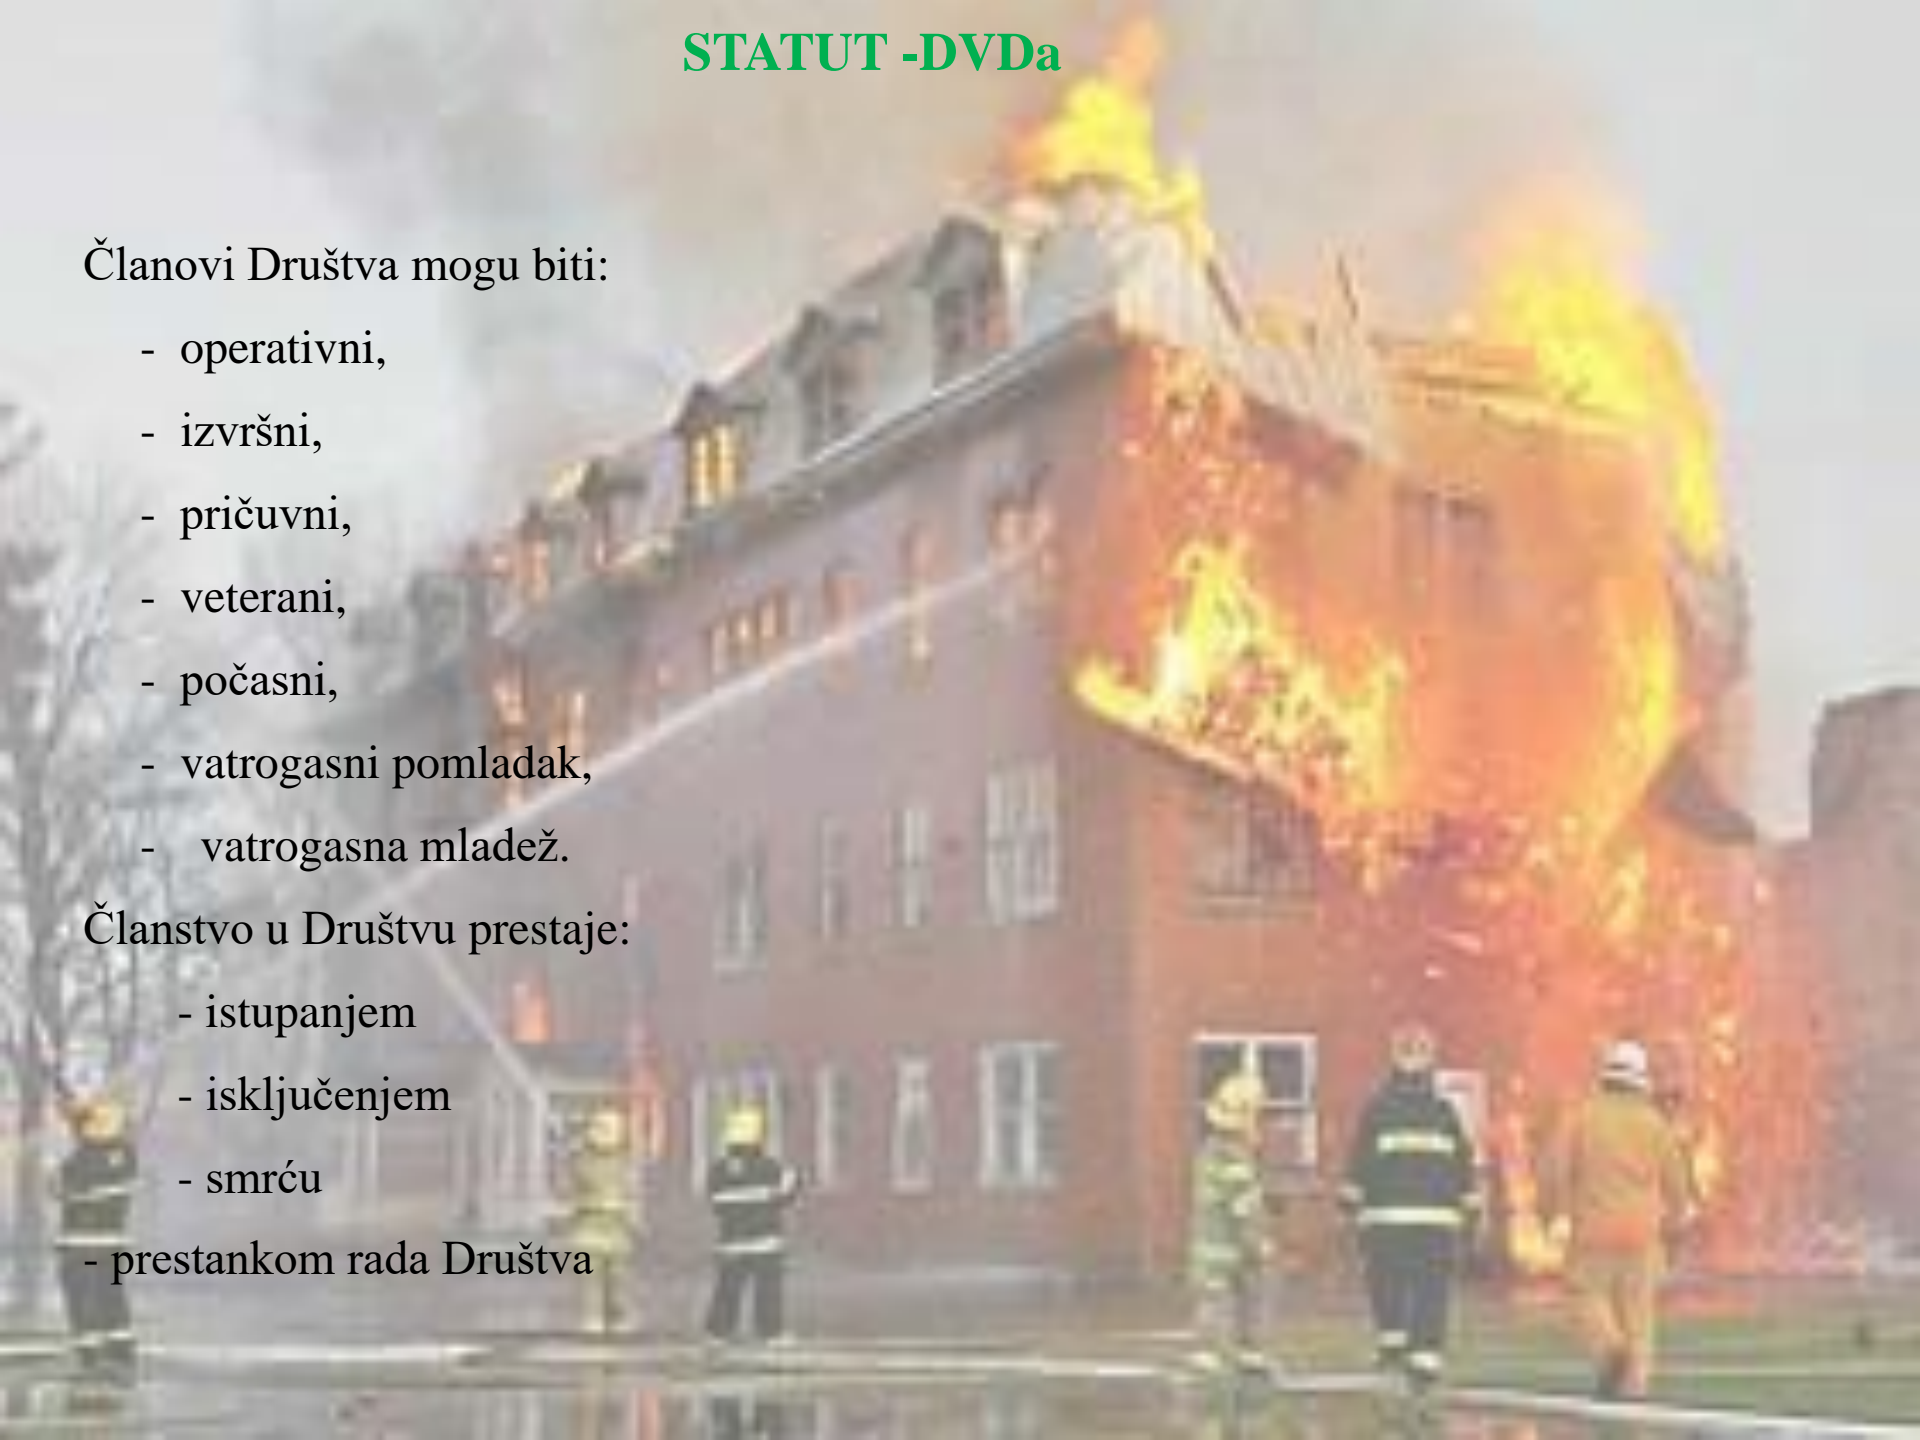 STATUT -DVDa
Članovi Društva mogu biti:
- operativni,
- izvršni,
- pričuvni,
- veterani,
- počasni,
- vatrogasni pomladak,
- vatrogasna mladež.
Članstvo u Društvu prestaje:
- istupanjem
- isključenjem
- smrću
- prestankom rada Društva